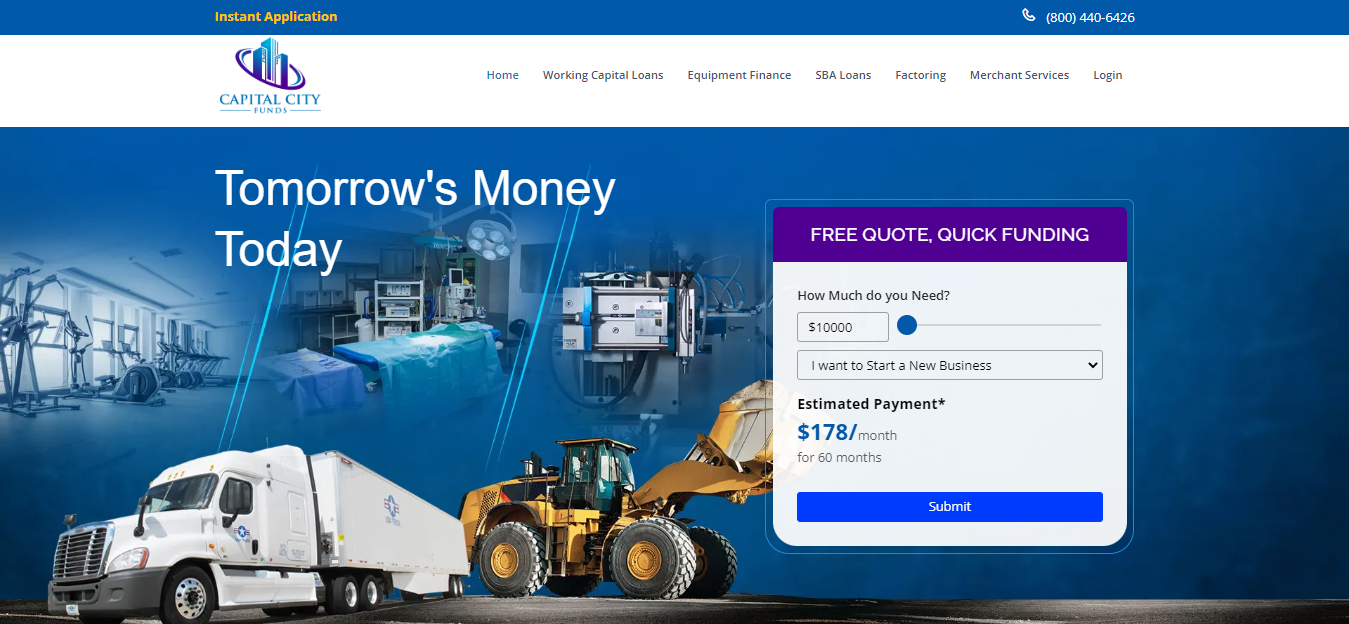 Instant Application
(800) 440-6426
CAPITAL CITY
FUNDS
Home
Working Capital Loans
Equipment Finance
SBA Loans
Factoring
Merchant Services
Login
Tomorrow's Money
Today
FREE QUOTE, QUICK FUNDING
How Much do you Need?
$10000
I want to Start a New Business
Estimated Payment*
$178/month
for 60 months
Submit